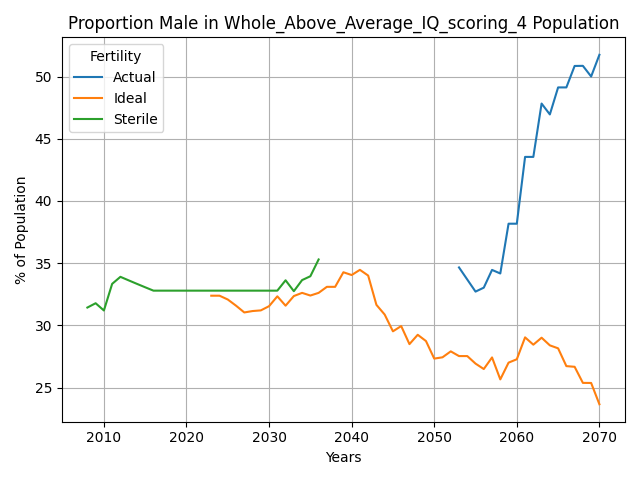 Proportion Male in Whole_Above_Average_IQ_scoring_4 Population
Fertility
Actual
Ideal
Sterile
% of Population
50
45
40
35
30
25
2010 2020 2030 2040 2050 2060 2070
Years